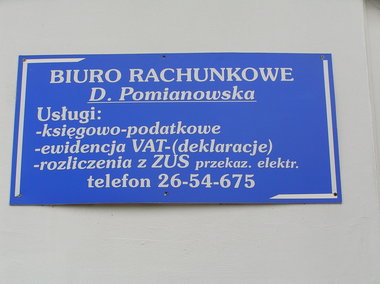 BIURO RACHUNKOWE
D. Pomianowska
Usługi:
-księgowo-podatkowe
-ewidencja VAT-(deklaracje)
-rozliczenia z ZUS przekaz. elektr.
telefon 26-54-675